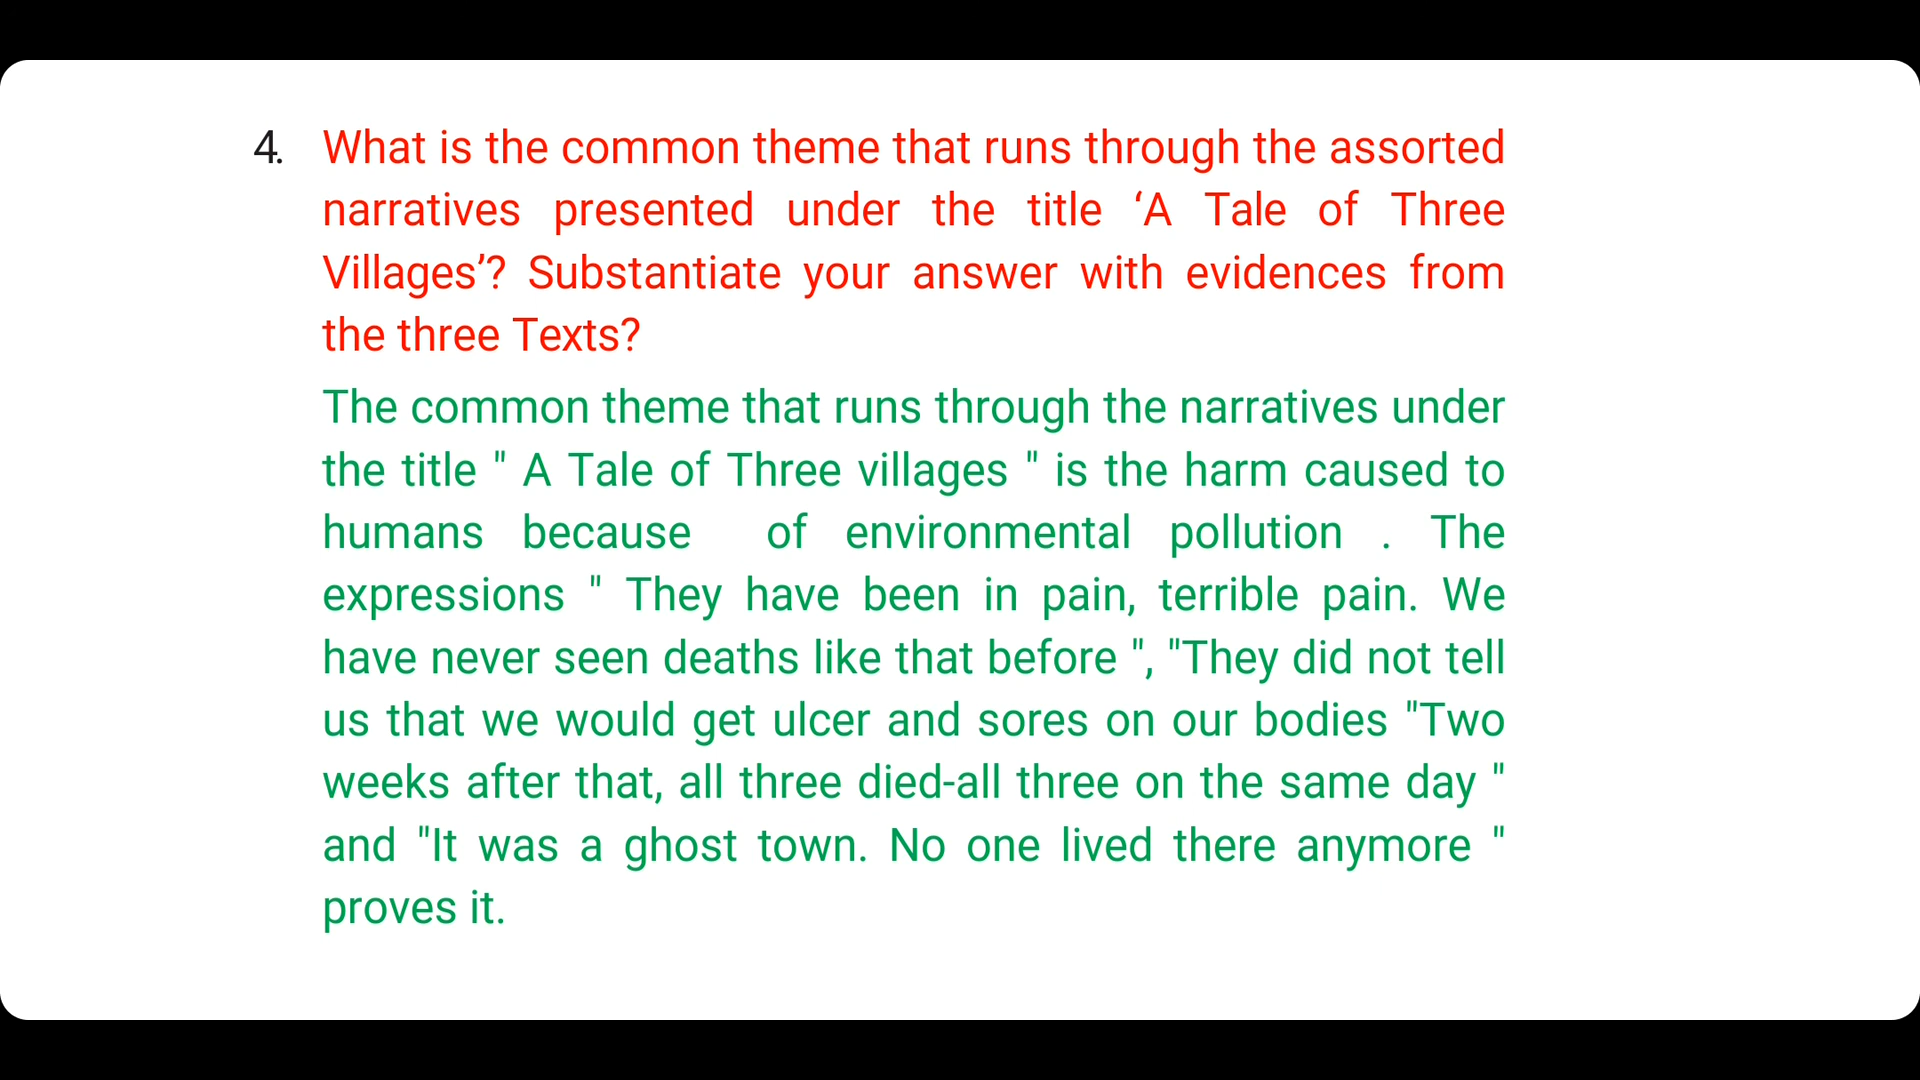 4. What is the common theme that runs through the assorted
narratives presented under the title ‘A Tale of Three
Villages’? Substantiate your answer with evidences from
the three Texts?
The common theme that runs through the narratives under
the title " A Tale of Three villages " is the harm caused to
humans because of environmental pollution . The
expressions " They have been in pain, terrible pain. We
have never seen deaths like that before ", "They did not tell
us that we would get ulcer and sores on our bodies "Two
weeks after that, all three died-all three on the same day "
and "It was a ghost town. No one lived there anymore "
proves it.